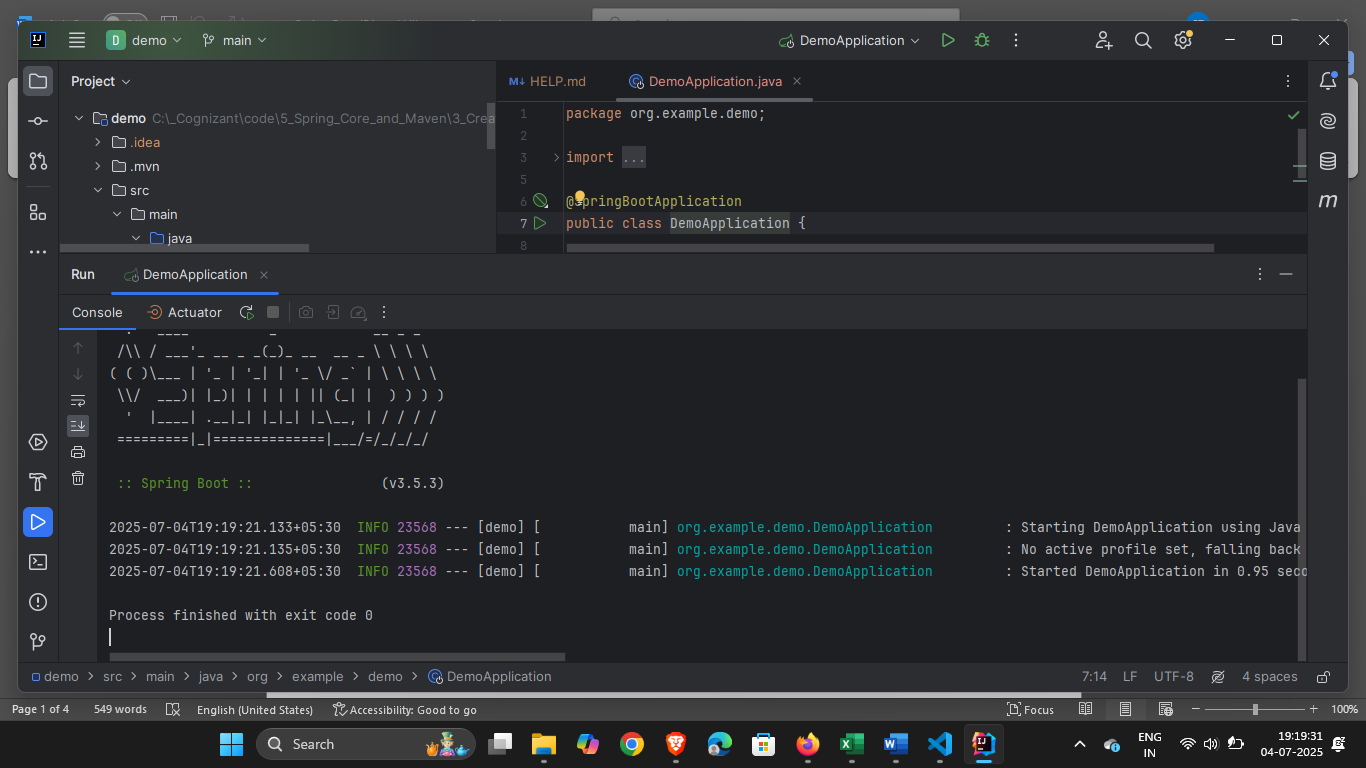 D demo main DemoApplication
Project
HELP.md DemoApplication.java
demo C:\_Cognizant\code\5_Spring_Core_and_Maven\3_Crea
.idea
.mvn
src
main
java
1 package org.example.demo;
2
3 import ...
5
6 @SpringBootApplication
7 public class DemoApplication {
8
Run DemoApplication
Console Actuator
 /\\ / ___'_ __ _ _(_)_ __  __ _ \ \ \ \
( ( )\___ | '_ | '_| | '_ \/ _` | \ \ \ \
 \\/  ___)| |_)| | | | | || (_| |  ) ) ) )
  '  |____| .__|_| |_|_| |_\__, | / / / /
 =========|_|==============|___/=/_/_/_/
:: Spring Boot :: (v3.5.3)
2025-07-04T19:19:21.133+05:30 INFO 23568 --- [demo] [ main] org.example.demo.DemoApplication : Starting DemoApplication using Java
2025-07-04T19:19:21.135+05:30 INFO 23568 --- [demo] [ main] org.example.demo.DemoApplication : No active profile set, falling back
2025-07-04T19:19:21.608+05:30 INFO 23568 --- [demo] [ main] org.example.demo.DemoApplication : Started DemoApplication in 0.95 seco
Process finished with exit code 0
demo > src > main > java > org > example > demo > DemoApplication 7:14 LF UTF-8 4 spaces
Page 1 of 4 549 words English (United States) Accessibility: Good to go Focus 100%
Search ENG IN 19:19:31 04-07-2025